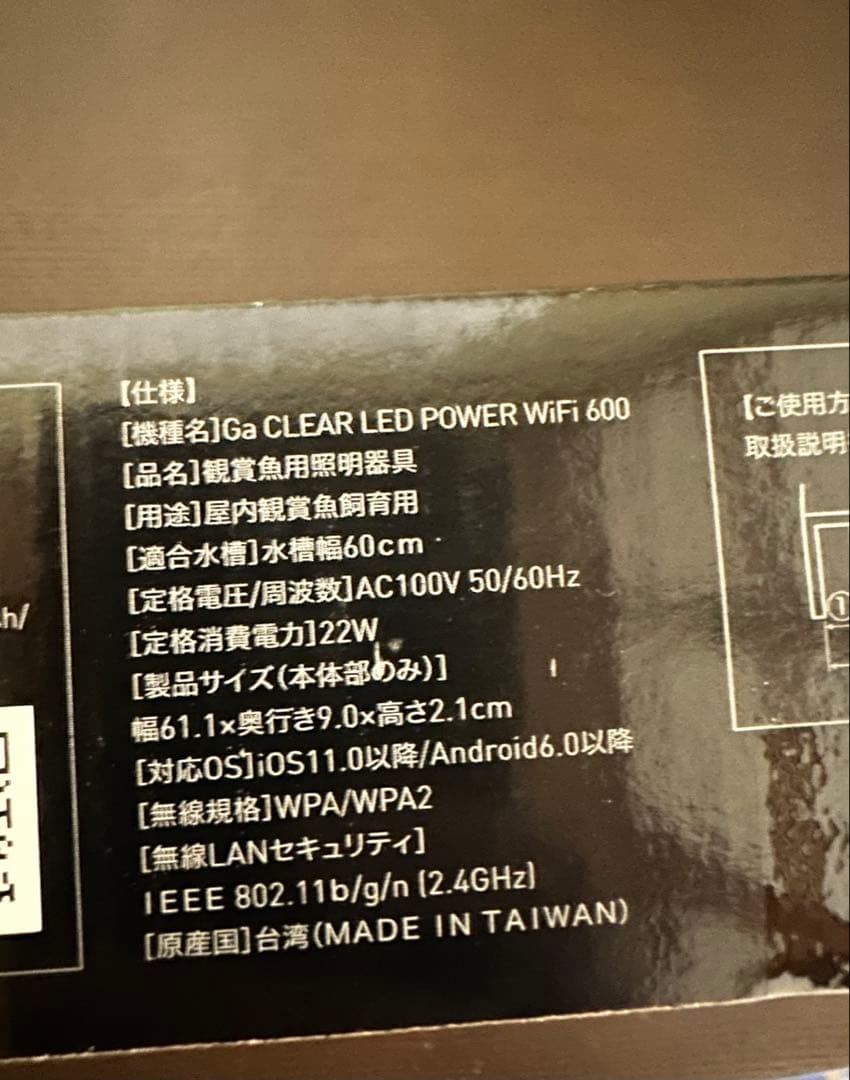 【仕様】
[機種名]Ga CLEAR LED POWER WiFi 600
[品名]観賞魚用照明器具
[用途]屋内観賞魚飼育用
[適合水槽]水槽幅60cm
[定格電圧/周波数]AC100V 50/60Hz
[定格消費電力]22W
[製品サイズ(本体部のみ)]
幅61.1×奥行き9.0×高さ2.1cm
[対応OS]iOS11.0以降/Android6.0以降
[無線規格]WPA/WPA2
[無線LANセキュリティ]
IEEE 802.11b/g/n (2.4GHz)
[原産国]台湾(MADE IN TAIWAN)
【ご使用方
取扱説明
①
h/